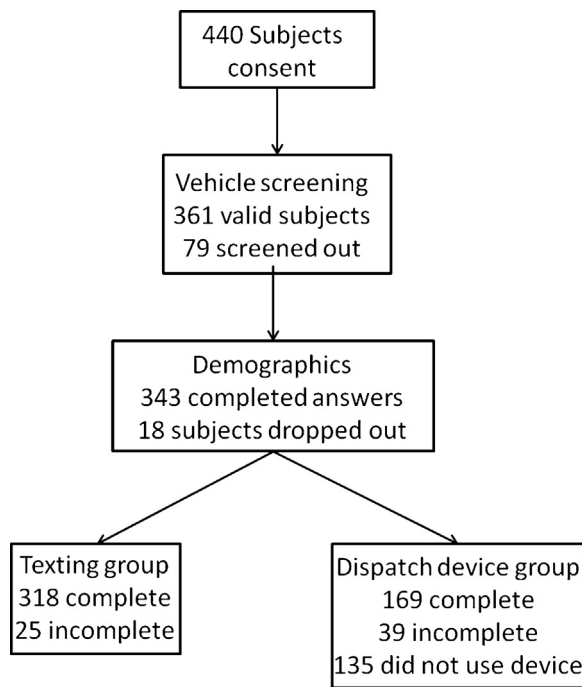 440 Subjects
consent
Vehicle screening
361 valid subjects
79 screened out
Demographics
343 completed answers
18 subjects dropped out
Texting group
318 complete
25 incomplete
Dispatch device group
169 complete
39 incomplete
135 did not use device